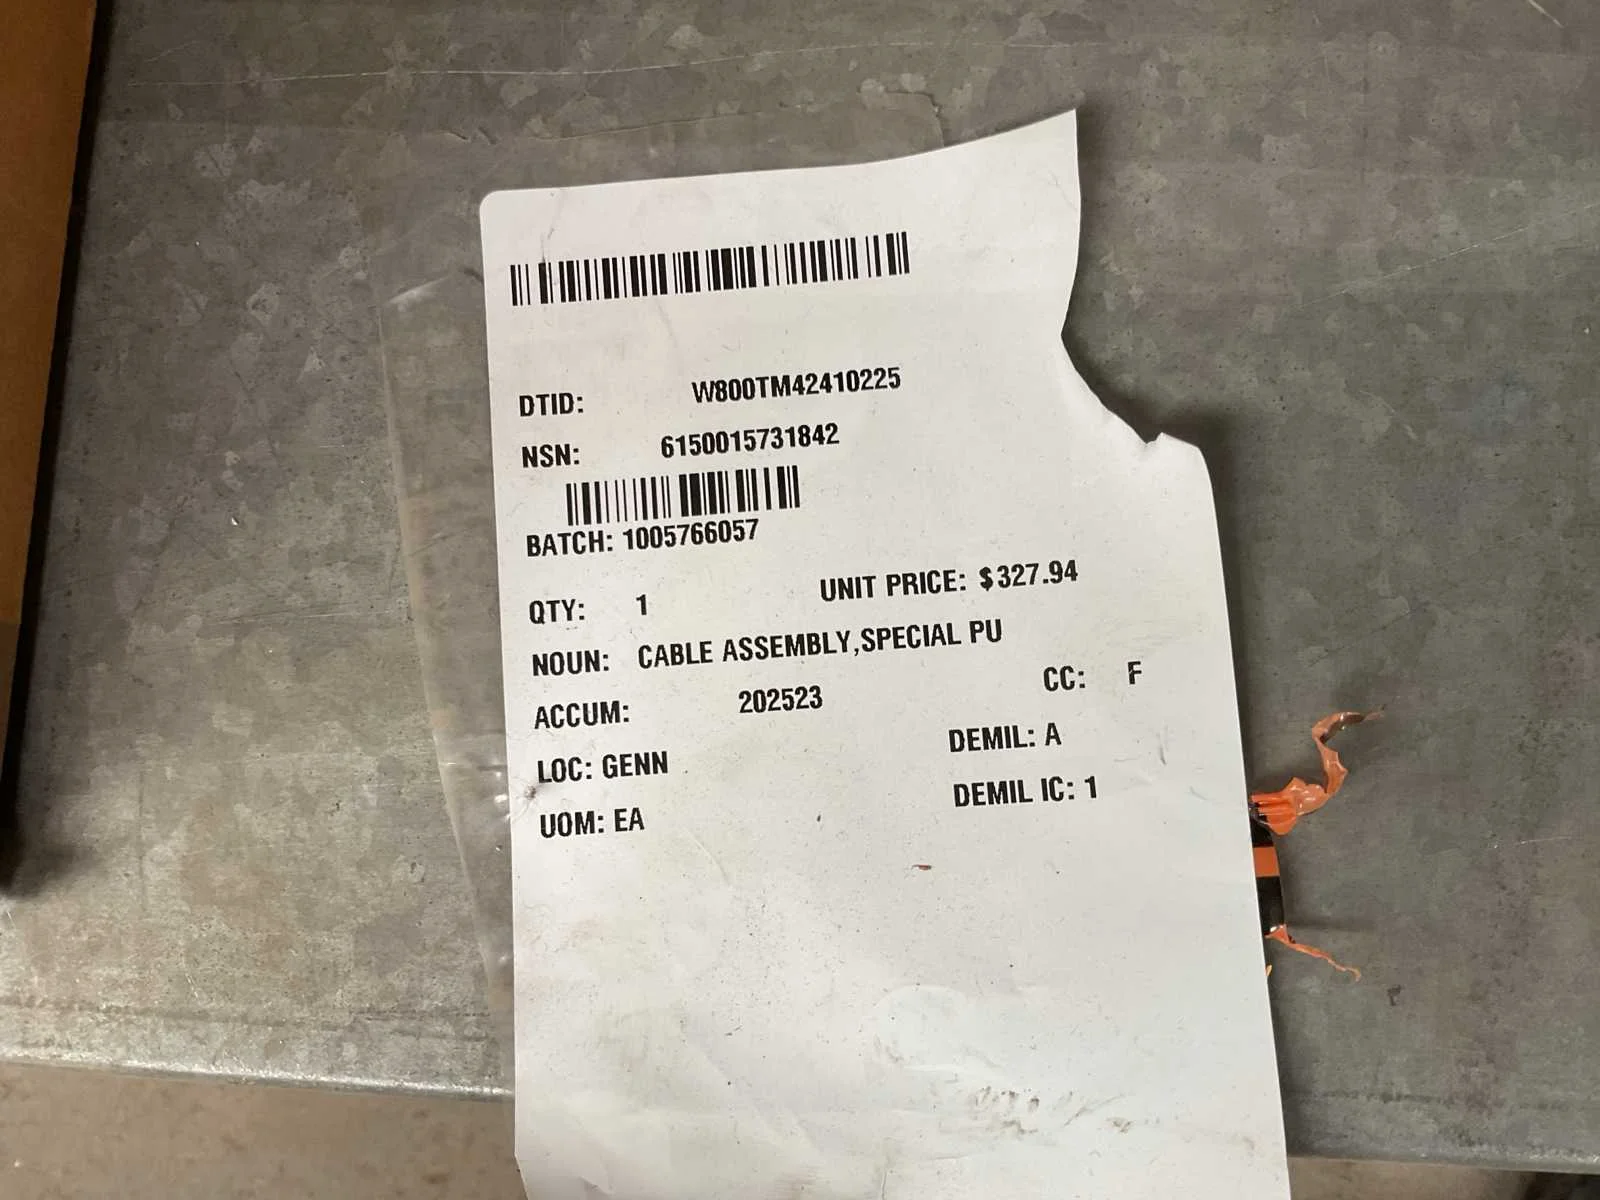 DTID: W800TM42410225
NSN: 6150015731842
BATCH: 1005766057
QTY: 1 UNIT PRICE: $327.94
NOUN: CABLE ASSEMBLY,SPECIAL PU
ACCUM: 202523 CC: F
LOC: GENN DEMIL: A
UOM: EA DEMIL IC: 1